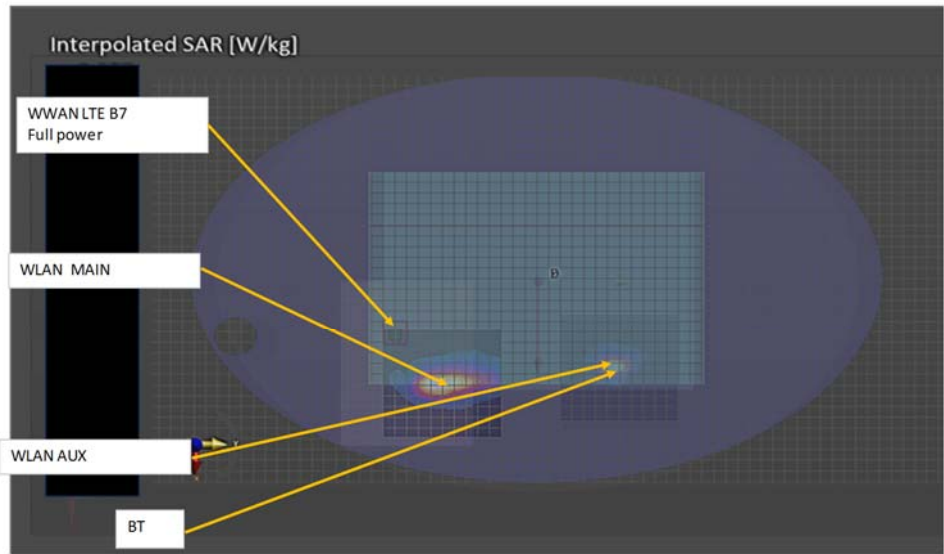 Interpolated SAR [W/kg]
WWAN LTE B7
Full power
WLAN MAIN
B
WLAN AUX
BT